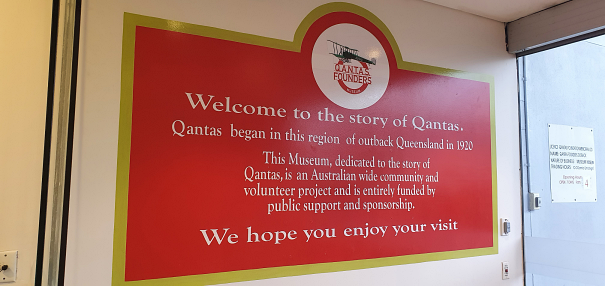 Q.A.N.T.A.S.
FOUNDERS
Welcome to the story of Qantas.
Qantas began in this region of outback Queensland in 1920
This Museum, dedicated to the story of
Qantas, is an Australian wide community and
volunteer project and is entirely funded by
public support and sponsorship.
We hope you enjoy your visit